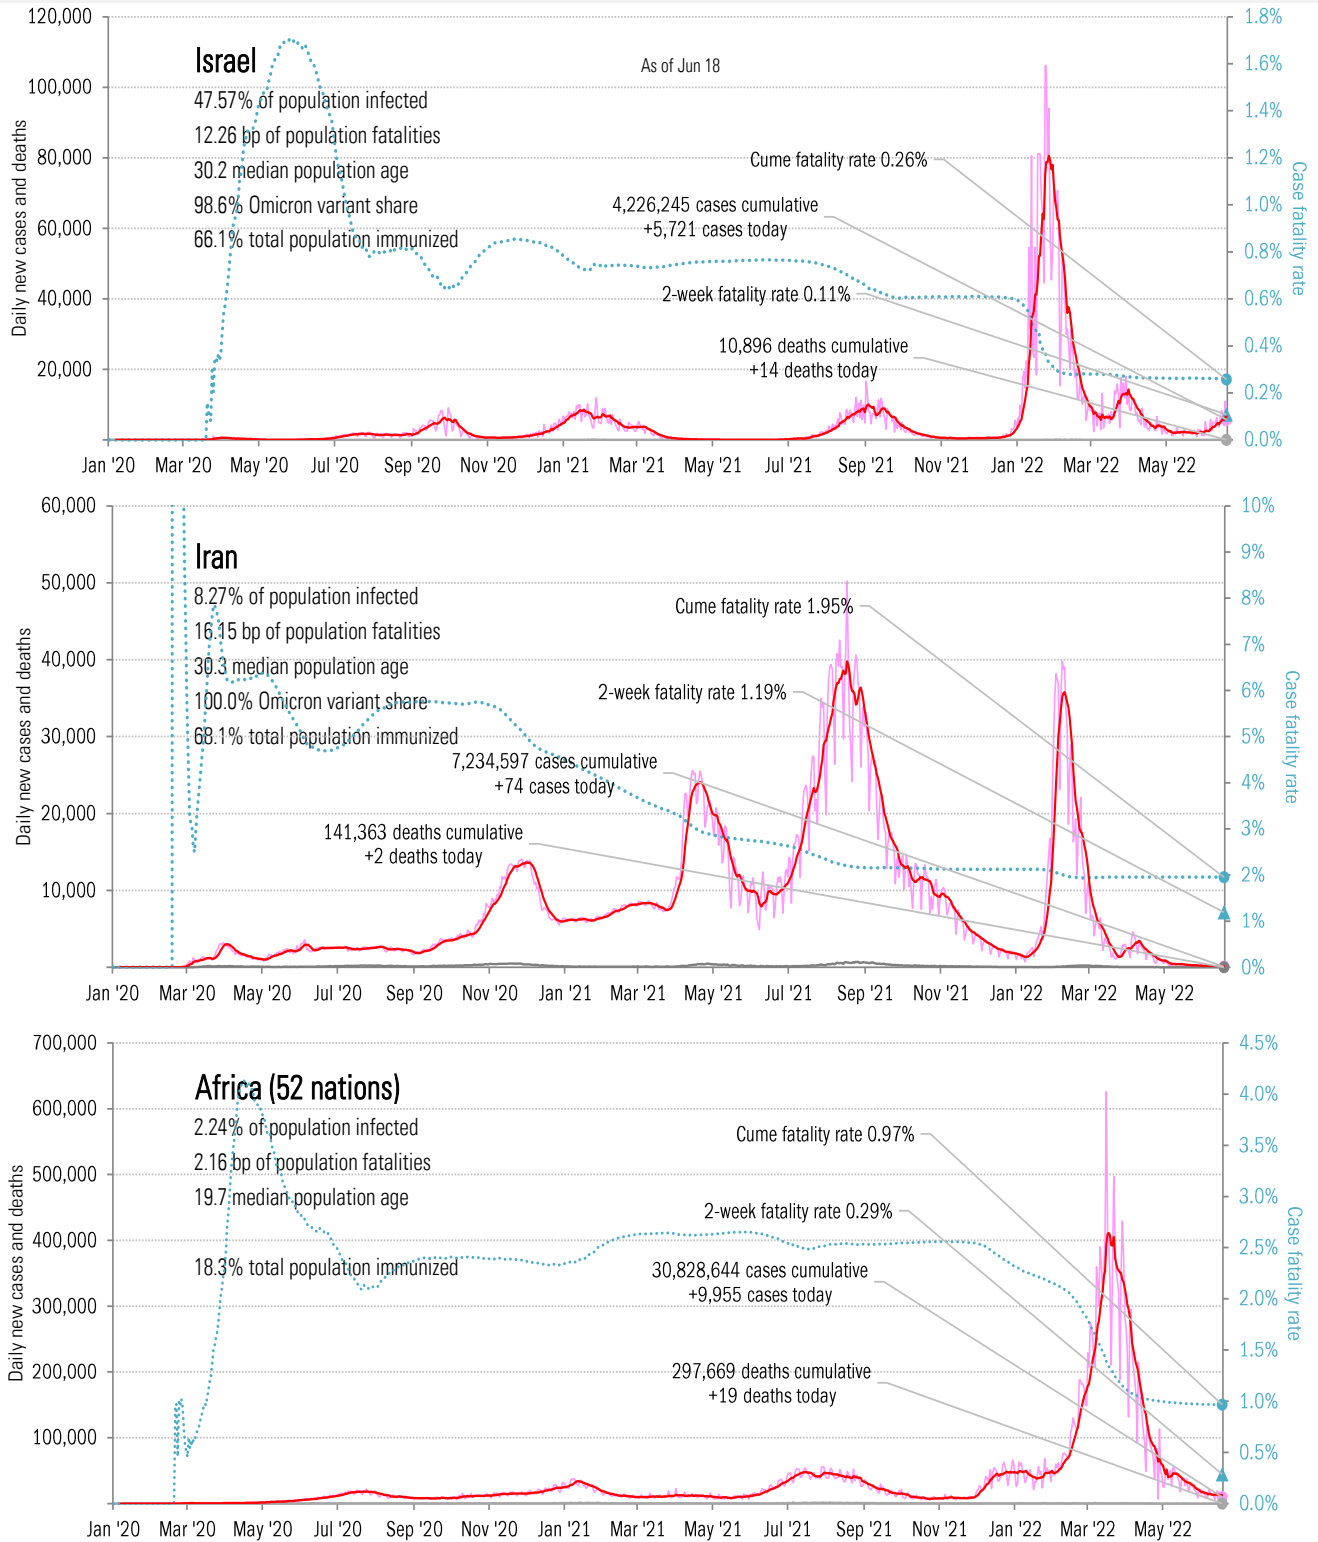 120,000
100,000
80,000
60,000
40,000
20,000
-
Daily new cases and deaths
Israel
47.57% of population infected
12.26 bp of population fatalities
30.2 median population age
98.6% Omicron variant share
66.1% total population immunized
As of Jun 18
Cume fatality rate 0.26%
4,226,245 cases cumulative
+5,721 cases today
2-week fatality rate 0.11%
10,896 deaths cumulative
+14 deaths today
1.8%
1.6%
1.4%
1.2%
1.0%
0.8%
0.6%
0.4%
0.2%
0.0%
Case fatality rate
Jan '20 Mar '20 May '20 Jul '20 Sep '20 Nov '20 Jan '21 Mar '21 May '21 Jul '21 Sep '21 Nov '21 Jan '22 Mar '22 May '22
60,000
50,000
40,000
30,000
20,000
10,000
-
Daily new cases and deaths
Iran
8.27% of population infected
16.15 bp of population fatalities
30.3 median population age
100.0% Omicron variant share
68.1% total population immunized
Cume fatality rate 1.95%
2-week fatality rate 1.19%
7,234,597 cases cumulative
+74 cases today
141,363 deaths cumulative
+2 deaths today
10%
9%
8%
7%
6%
5%
4%
3%
2%
1%
0%
Case fatality rate
Jan '20 Mar '20 May '20 Jul '20 Sep '20 Nov '20 Jan '21 Mar '21 May '21 Jul '21 Sep '21 Nov '21 Jan '22 Mar '22 May '22
700,000
600,000
500,000
400,000
300,000
200,000
100,000
-
Daily new cases and deaths
Africa (52 nations)
2.24% of population infected
2.16 bp of population fatalities
19.7 median population age
18.3% total population immunized
Cume fatality rate 0.97%
2-week fatality rate 0.29%
30,828,644 cases cumulative
+9,955 cases today
297,669 deaths cumulative
+19 deaths today
4.5%
4.0%
3.5%
3.0%
2.5%
2.0%
1.5%
1.0%
0.5%
0.0%
Case fatality rate
Jan '20 Mar '20 May '20 Jul '20 Sep '20 Nov '20 Jan '21 Mar '21 May '21 Jul '21 Sep '21 Nov '21 Jan '22 Mar '22 May '22